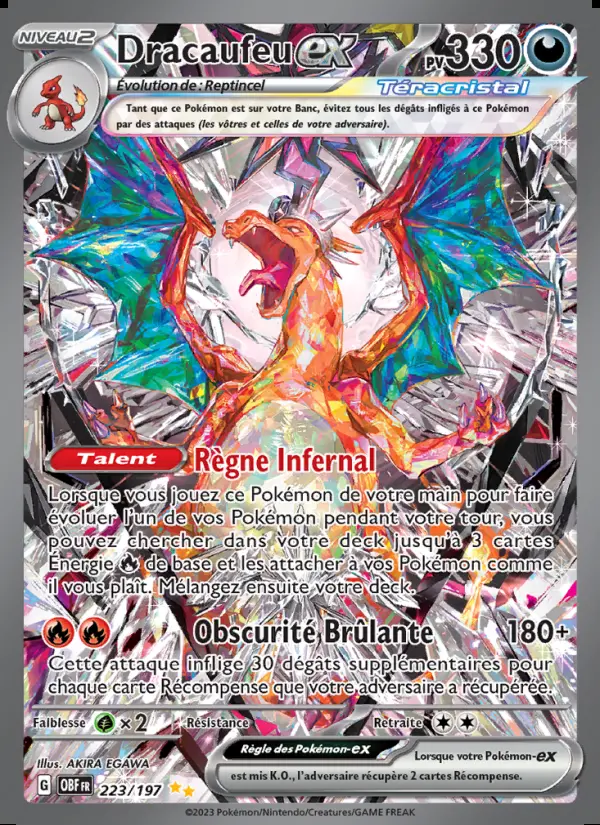 NIVEAU 2
Dracaufeu ex PV 330
Évolution de : Reptincel
Téracristal
Tant que ce Pokémon est sur votre Banc, évitez tous les dégâts infligés à ce Pokémon
par des attaques (les vôtres et celles de votre adversaire).
Talent Règne Infernal
Lorsque vous jouez ce Pokémon de votre main pour faire
évoluer l'un de vos Pokémon pendant votre tour, vous
pouvez chercher dans votre deck jusqu'à 3 cartes
Énergie de base et les attacher à vos Pokémon comme
il vous plaît. Mélangez ensuite votre deck.
Obscurité Brûlante 180+
Cette attaque inflige 30 dégâts supplémentaires pour
chaque carte Récompense que votre adversaire a récupérée.
Faiblesse ×2 Résistance Retraite
Illus. AKIRA EGAWA
Règle des Pokémon-ex Lorsque votre Pokémon-ex
est mis K.O., l'adversaire récupère 2 cartes Récompense.
G OBF FR 223/197
©2023 Pokémon/Nintendo/Creatures/GAME FREAK